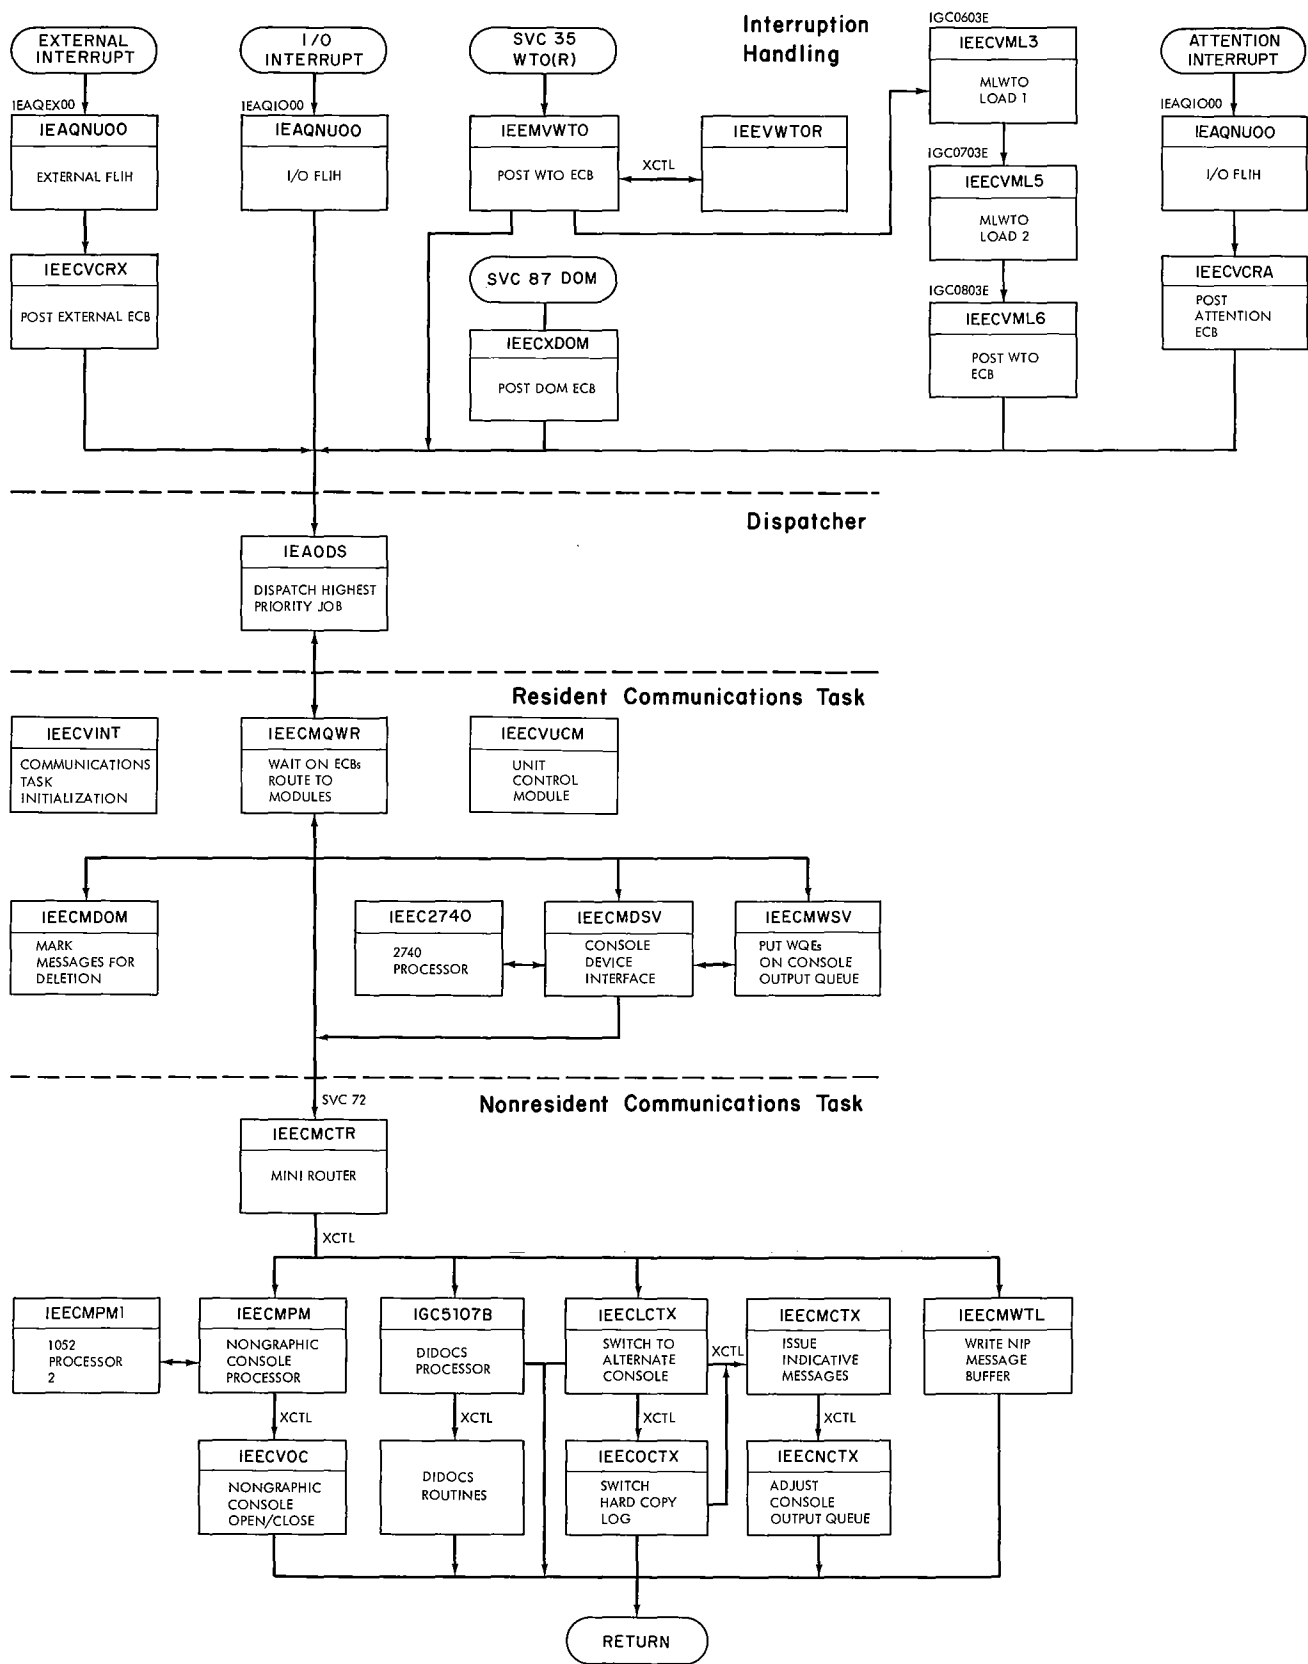 EXTERNAL
INTERRUPT
I/O
INTERRUPT
SVC 35
WTO(R)
Interruption
Handling
IGC0603E
IEECVML3
MLWTO
LOAD 1
ATTENTION
INTERRUPT
IEAQEX00
IEAQNU00
EXTERNAL FLIH
IEAQIO00
IEAQNU00
I/O FLIH
IEEMVWTO
POST WTO ECB
XCTL
IEEVWTOR
IEAQIO00
IEAQNU00
I/O FLIH
IGC0703E
IEECVML5
MLWTO
LOAD 2
IEECVCRX
POST EXTERNAL ECB
SVC 87 DOM
IEECVCRA
POST
ATTENTION
ECB
IGC0803E
IEECVML6
POST WTO
ECB
IEECXDOM
POST DOM ECB
Dispatcher
IEAODS
DISPATCH HIGHEST
PRIORITY JOB
Resident Communications Task
IEECVINT
COMMUNICATIONS
TASK
INITIALIZATION
IEECMQWR
WAIT ON ECBs
ROUTE TO
MODULES
IEECVUCM
UNIT
CONTROL
MODULE
IEECMDOM
MARK
MESSAGES FOR
DELETION
IEEC2740
2740
PROCESSOR
IEECMDSV
CONSOLE
DEVICE
INTERFACE
IEECMWSV
PUT WQEs
ON CONSOLE
OUTPUT QUEUE
SVC 72
Nonresident Communications Task
IEECMCTR
MINI ROUTER
XCTL
IEECMPM1
1052
PROCESSOR
2
IEECMPM
NONGRAPHIC
CONSOLE
PROCESSOR
IGC5107B
DIDOCS
PROCESSOR
IEECLCTX
SWITCH TO
ALTERNATE
CONSOLE
XCTL
IEECMCTX
ISSUE
INDICATIVE
MESSAGES
IEECMWTL
WRITE NIP
MESSAGE
BUFFER
XCTL
XCTL
XCTL
XCTL
IEECVOC
NONGRAPHIC
CONSOLE
OPEN/CLOSE
DIDOCS
ROUTINES
IEECOCTX
SWITCH
HARD COPY
LOG
IEECNCTX
ADJUST
CONSOLE
OUTPUT QUEUE
RETURN